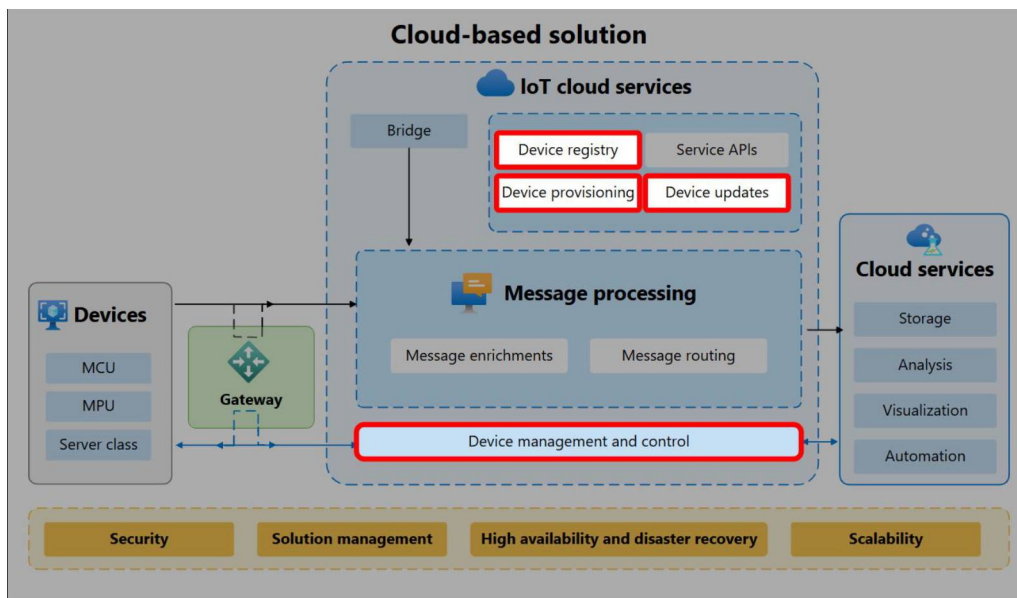 Cloud-based solution
IoT cloud services
Bridge
Device registry
Service APIs
Device provisioning
Device updates
Message processing
Message enrichments
Message routing
Devices
MCU
MPU
Server class
Gateway
Device management and control
Cloud services
Storage
Analysis
Visualization
Automation
Security
Solution management
High availability and disaster recovery
Scalability